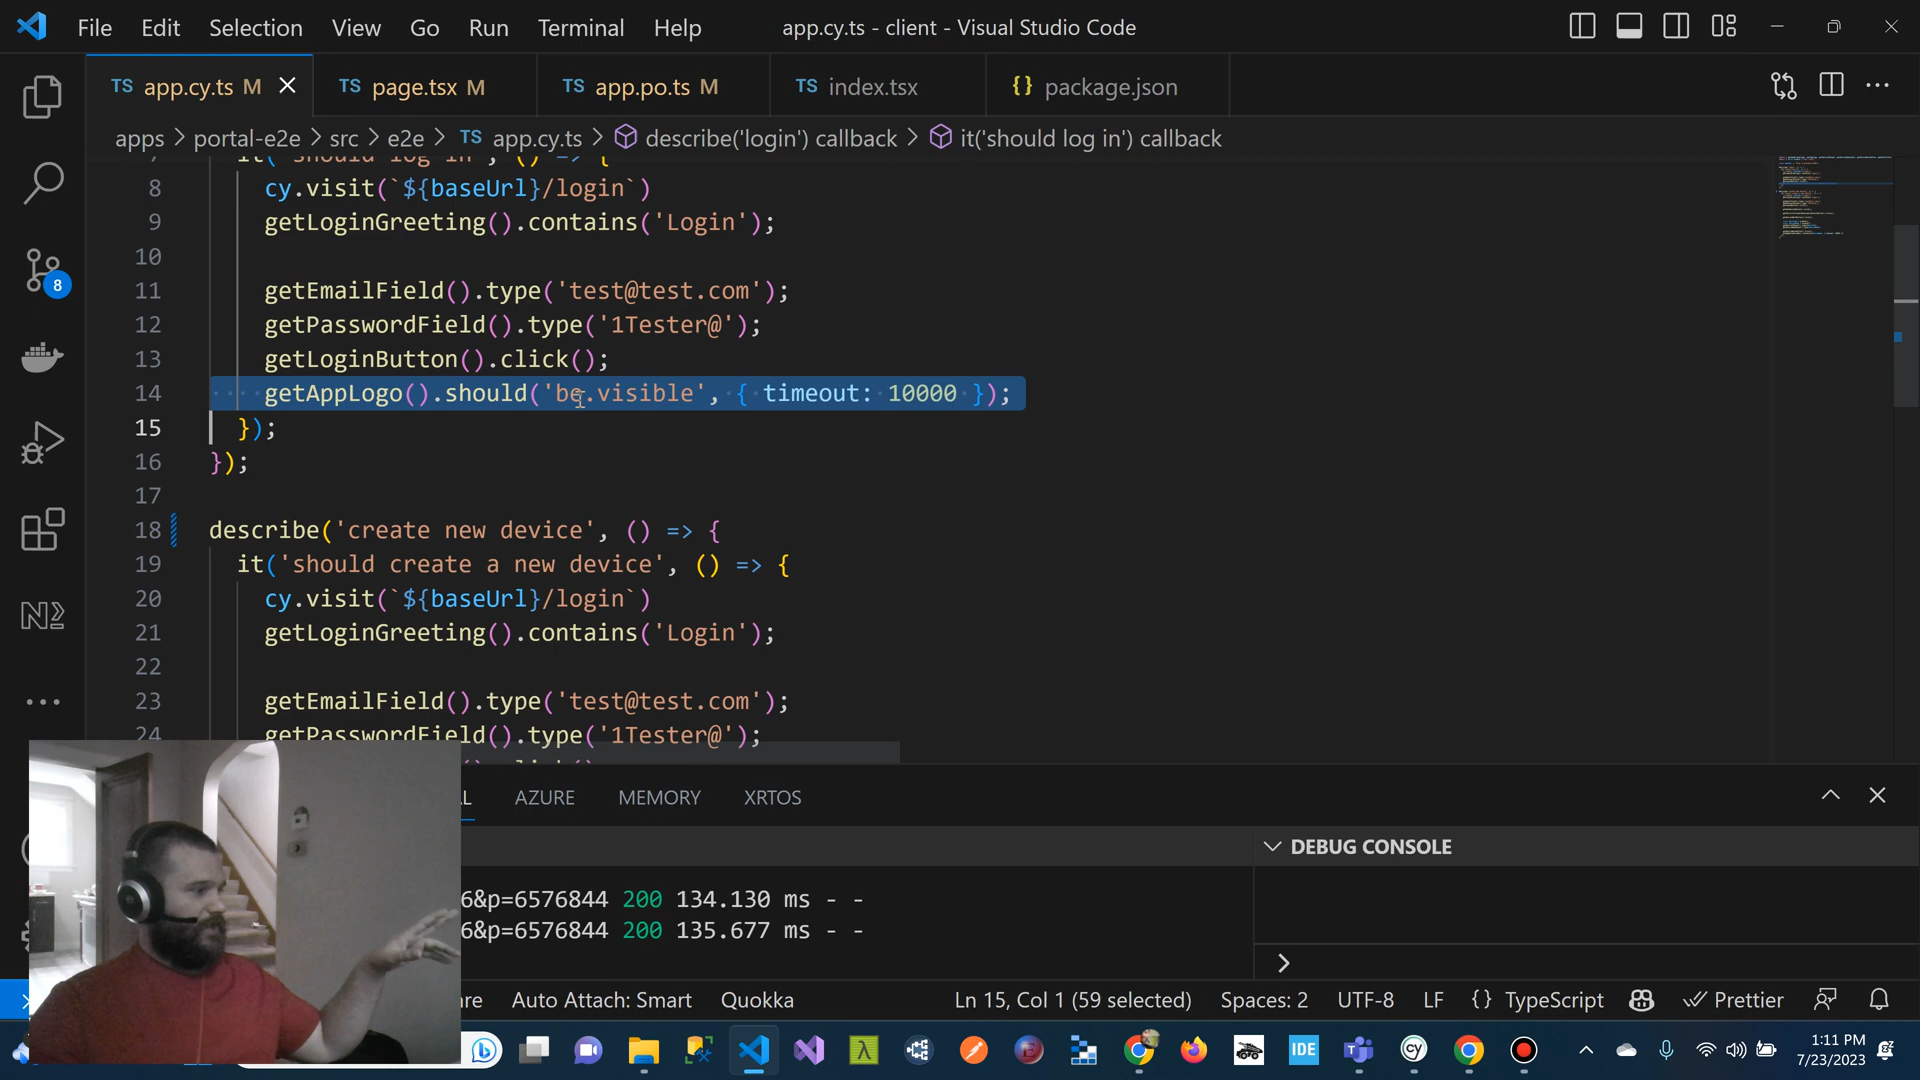 File Edit Selection View Go Run Terminal Help app.cy.ts - client - Visual Studio Code
TS app.cy.ts M TS page.tsx M TS app.po.ts M TS index.tsx {} package.json
apps > portal-e2e > src > e2e > TS app.cy.ts > describe('login') callback > it('should log in') callback
it('should log in', () => {
8 cy.visit(`${baseUrl}/login`)
9 getLoginGreeting().contains('Login');
10
11 getEmailField().type('test@test.com');
12 getPasswordField().type('1Tester@');
13 getLoginButton().click();
14 getAppLogo().should('be.visible', { timeout: 10000 });
15 });
16 });
17
18 describe('create new device', () => {
19 it('should create a new device', () => {
20 cy.visit(`${baseUrl}/login`)
21 getLoginGreeting().contains('Login');
22
23 getEmailField().type('test@test.com');
24 getPasswordField().type('1Tester@');
8
AZURE MEMORY XRTOS
DEBUG CONSOLE
6&p=6576844 200 134.130 ms - -
6&p=6576844 200 135.677 ms - -
Auto Attach: Smart Quokka Ln 15, Col 1 (59 selected) Spaces: 2 UTF-8 LF {} TypeScript Prettier
IDE
1:11 PM
7/23/2023